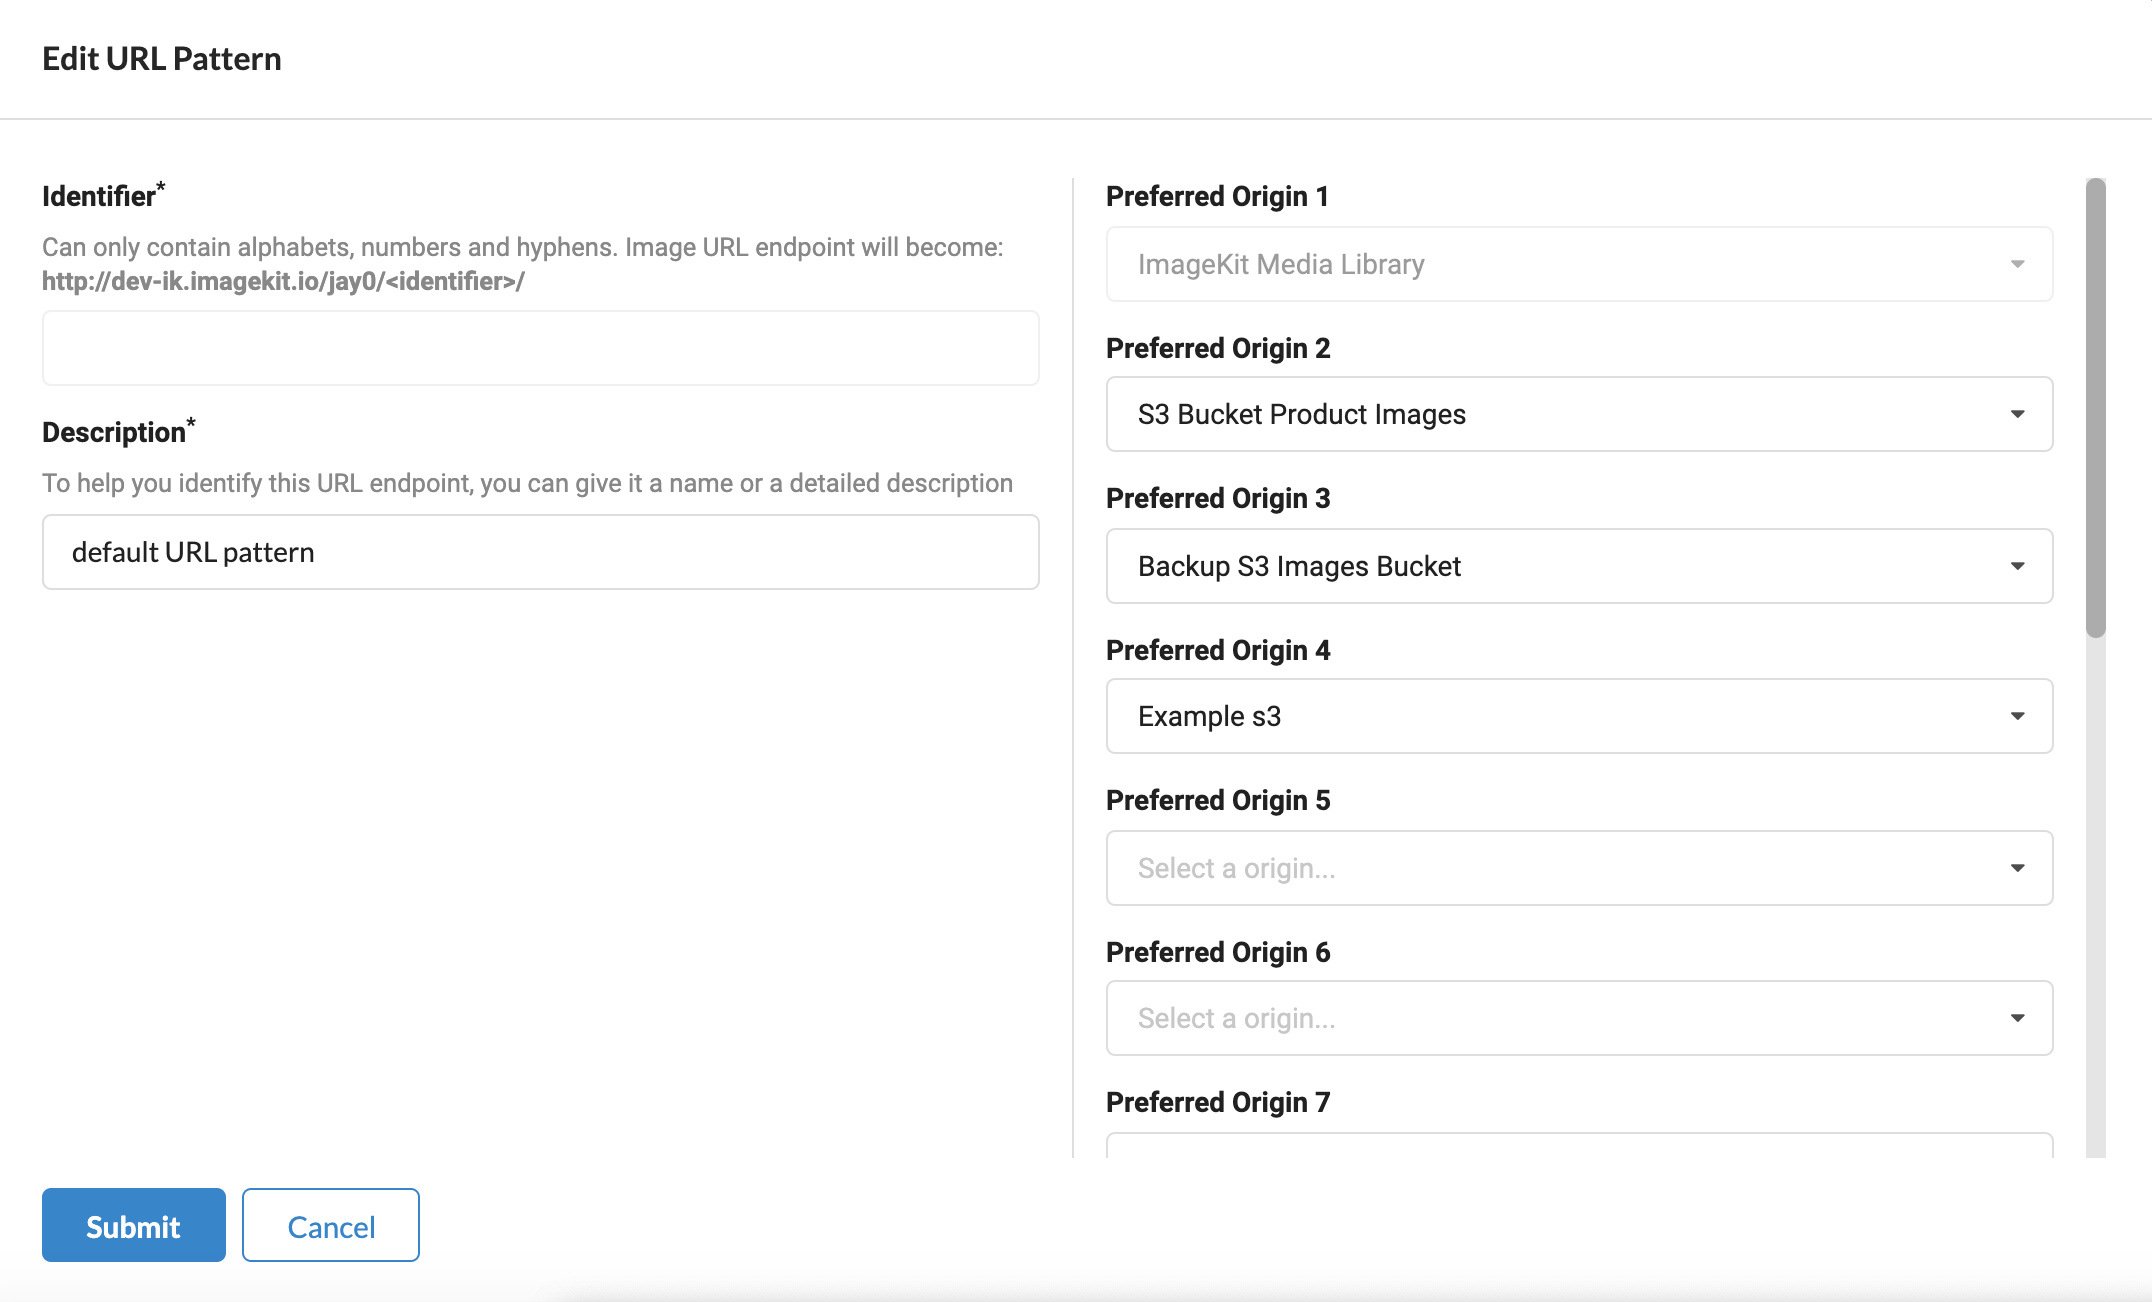 Edit URL Pattern
Identifier*
Can only contain alphabets, numbers and hyphens. Image URL endpoint will become:
http://dev-ik.imagekit.io/jay0/<identifier>/
Description*
To help you identify this URL endpoint, you can give it a name or a detailed description
default URL pattern
Preferred Origin 1
ImageKit Media Library
Preferred Origin 2
S3 Bucket Product Images
Preferred Origin 3
Backup S3 Images Bucket
Preferred Origin 4
Example s3
Preferred Origin 5
Select a origin...
Preferred Origin 6
Select a origin...
Preferred Origin 7
Submit
Cancel